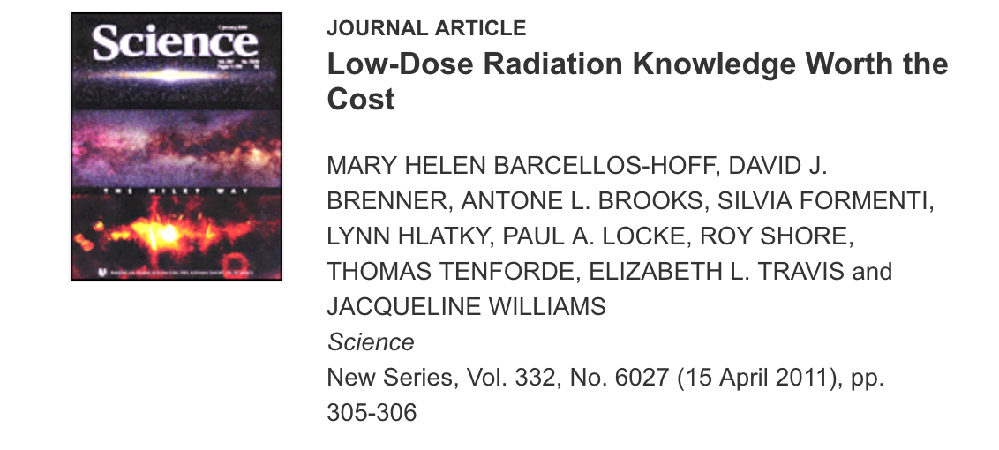 Science
THE MILKY WAY
JOURNAL ARTICLE
Low-Dose Radiation Knowledge Worth the
Cost
MARY HELEN BARCELLOS-HOFF, DAVID J.
BRENNER, ANTONE L. BROOKS, SILVIA FORMENTI,
LYNN HLATKY, PAUL A. LOCKE, ROY SHORE,
THOMAS TENFORDE, ELIZABETH L. TRAVIS and
JACQUELINE WILLIAMS
Science
New Series, Vol. 332, No. 6027 (15 April 2011), pp.
305-306